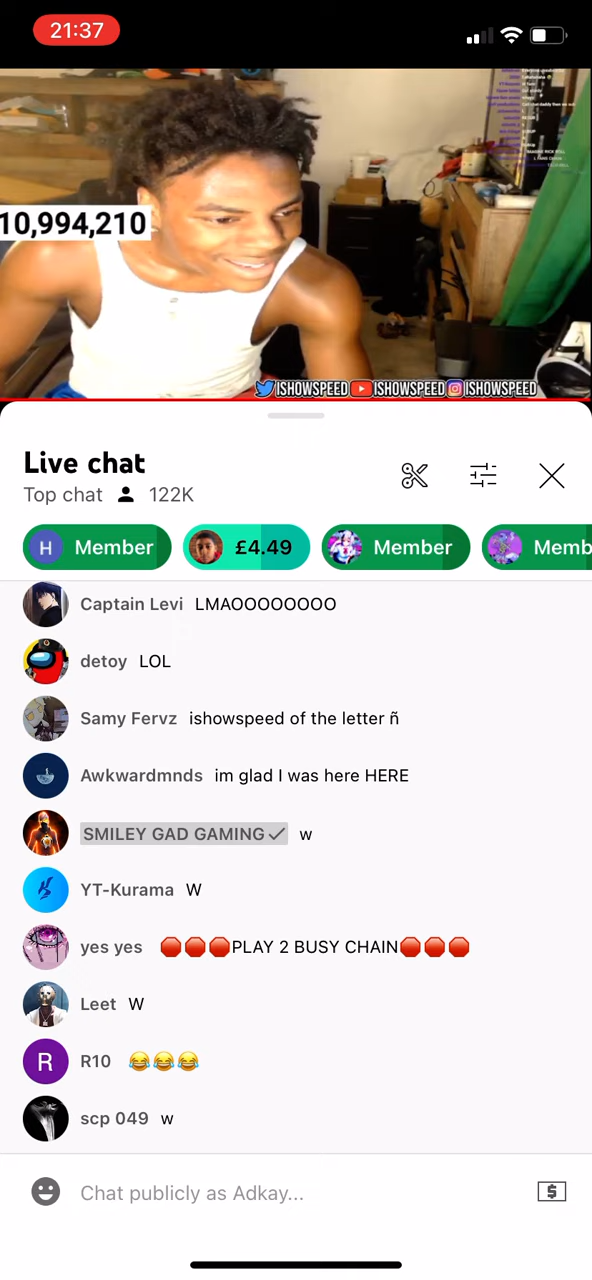 21:37
10,994,210
ISHOWSPEED ISHOWSPEED ISHOWSPEED
Live chat
Top chat 122K
H Member £4.49 Member Memb
Captain Levi LMAOOOOOOOO
detoy LOL
Samy Fervz ishowspeed of the letter ñ
Awkwardmnds im glad I was here HERE
SMILEY GAD GAMING✓ w
YT-Kurama W
yes yes 🛑🛑🛑PLAY 2 BUSY CHAIN🛑🛑🛑
Leet W
R R10 😂😂😂
scp 049 w
Chat publicly as Adkay... $